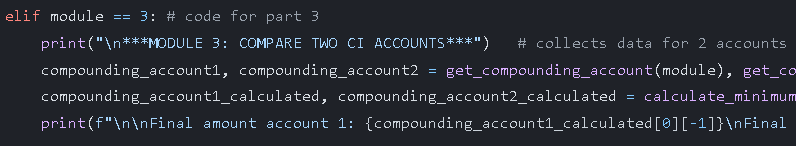 elif module == 3: # code for part 3
print("\n***MODULE 3: COMPARE TWO CI ACCOUNTS***")   # collects data for 2 accounts
compounding_account1, compounding_account2 = get_compounding_account(module), get_co
compounding_account1_calculated, compounding_account2_calculated = calculate_minimum
print(f"\n\nFinal amount account 1: {compounding_account1_calculated[0][-1]}\nFinal